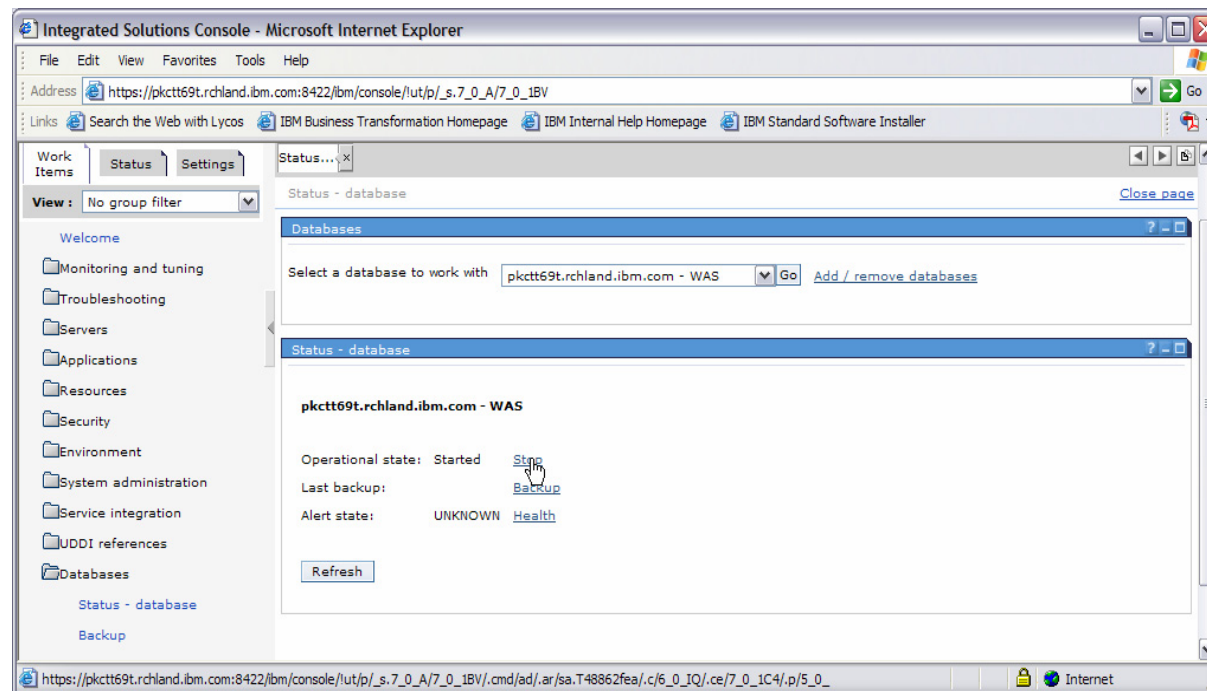 Integrated Solutions Console - Microsoft Internet Explorer
File Edit View Favorites Tools Help
Address https://pkctt69t.rchland.ibm.com:8422/ibm/console/!ut/p/_s.7_0_A/7_0_1BV Go
Links Search the Web with Lycos IBM Business Transformation Homepage IBM Internal Help Homepage IBM Standard Software Installer
Work Items Status Settings
View : No group filter
Welcome
Monitoring and tuning
Troubleshooting
Servers
Applications
Resources
Security
Environment
System administration
Service integration
UDDI references
Databases
Status - database
Backup
Status...
Status - database Close page
Databases
Select a database to work with pkctt69t.rchland.ibm.com - WAS Go Add / remove databases
Status - database
pkctt69t.rchland.ibm.com - WAS
Operational state: Started Stop
Last backup: Backup
Alert state: UNKNOWN Health
Refresh
https://pkctt69t.rchland.ibm.com:8422/ibm/console/!ut/p/_s.7_0_A/7_0_1BV/.cmd/ad/.ar/sa.T48862fea/.c/6_0_IQ/.ce/7_0_1C4/.p/5_0_ Internet